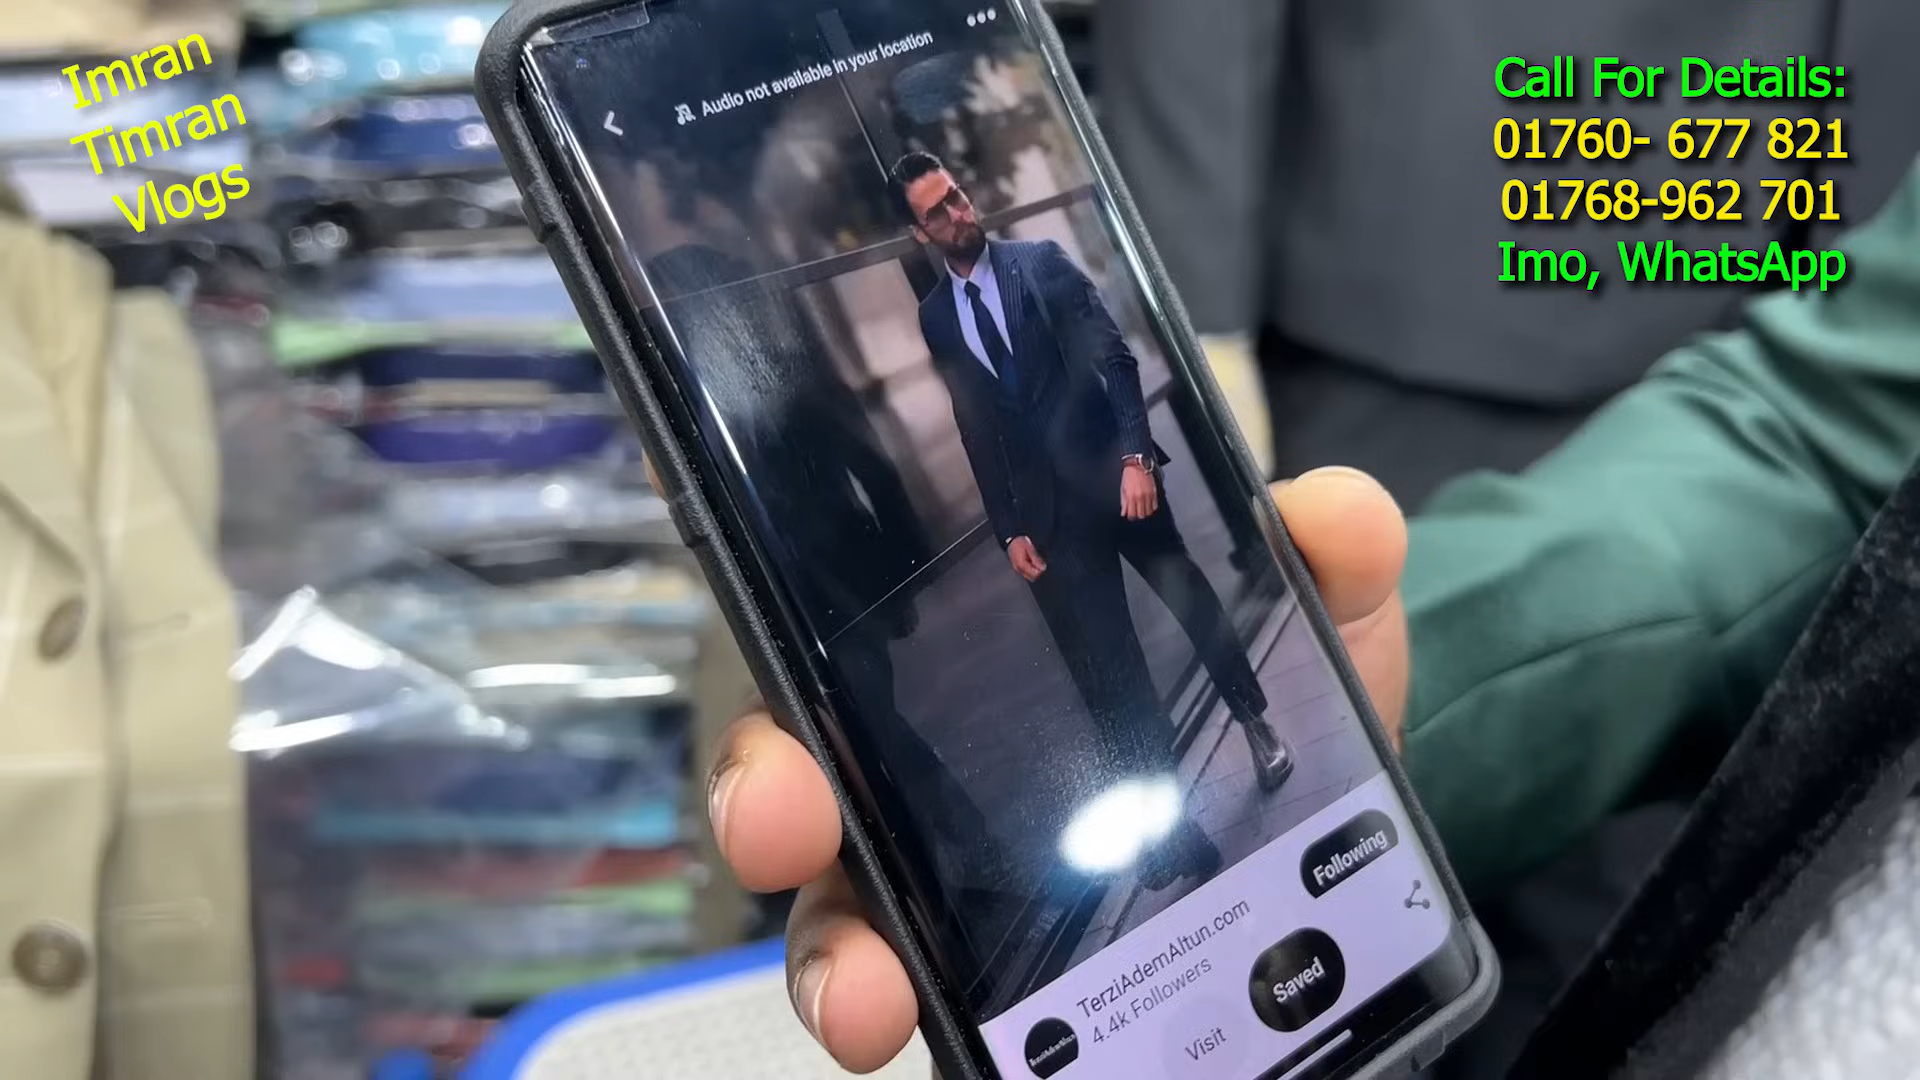 Imran
Timran
Vlogs
Call For Details:
01760- 677 821
01768-962 701
Imo, WhatsApp
Audio not available in your location
Following
TerziAdemAltun.com
4.4k Followers
Visit
Saved